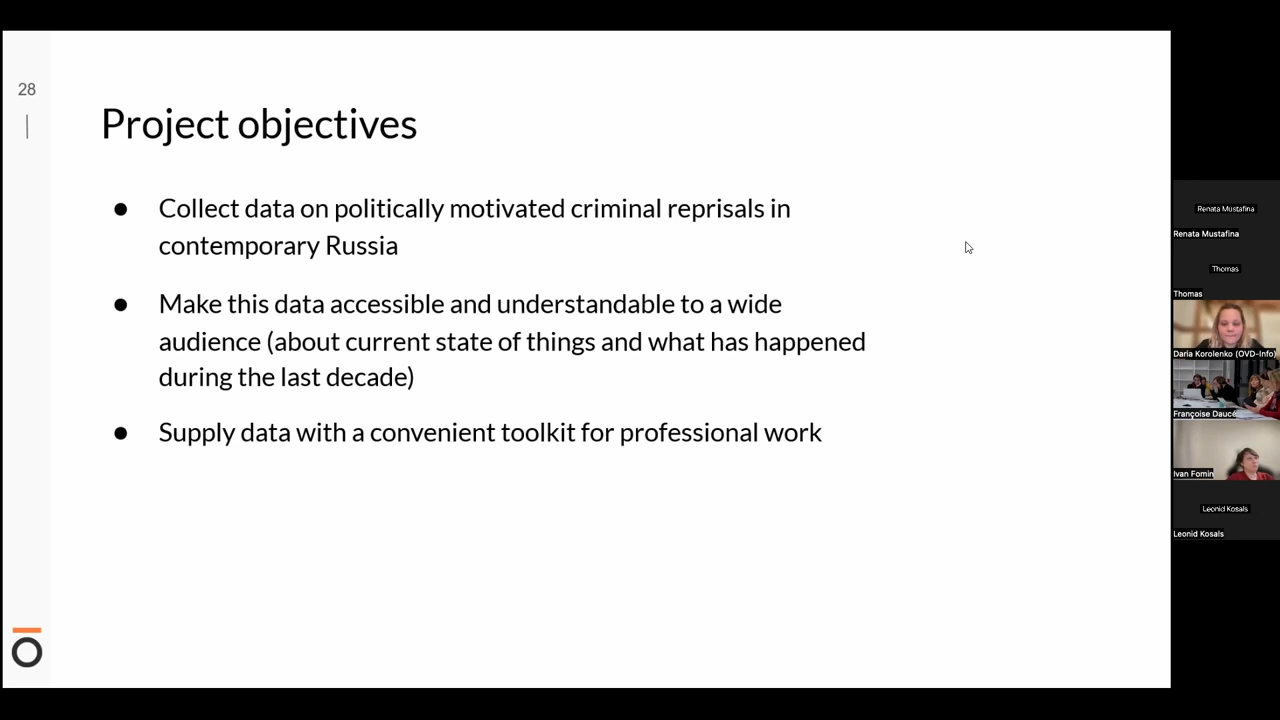 28
Project objectives
● Collect data on politically motivated criminal reprisals in
contemporary Russia
● Make this data accessible and understandable to a wide
audience (about current state of things and what has happened
during the last decade)
● Supply data with a convenient toolkit for professional work
Renata Mustafina
Renata Mustafina
Thomas
Thomas
Daria Korolenko (OVD-Info)
Françoise Daucé
Ivan Fomin
Leonid Kosals
Leonid Kosals